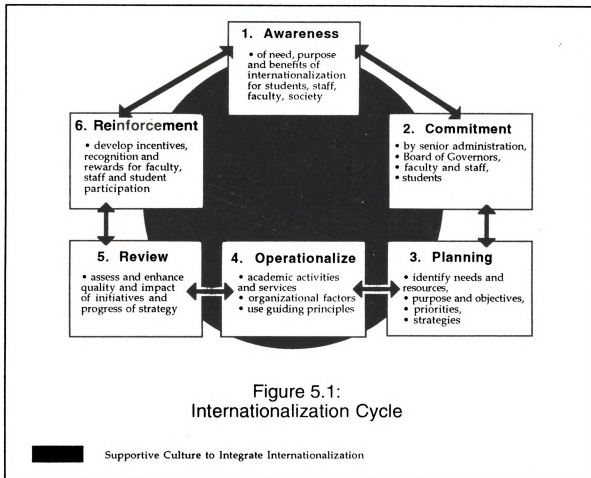 1. Awareness
• of need, purpose
and benefits of
internationalization
for students, staff,
faculty, society
6. Reinforcement
• develop incentives,
recognition and
rewards for faculty,
staff and student
participation
2. Commitment
• by senior administration,
• Board of Governors,
• faculty and staff,
• students
5. Review
• assess and enhance
quality and impact
of initiatives and
progress of strategy
4. Operationalize
• academic activities
and services
• organizational factors
• use guiding principles
3. Planning
• identify needs and
resources,
• purpose and objectives,
• priorities,
• strategies
Figure 5.1:
Internationalization Cycle
Supportive Culture to Integrate Internationalization